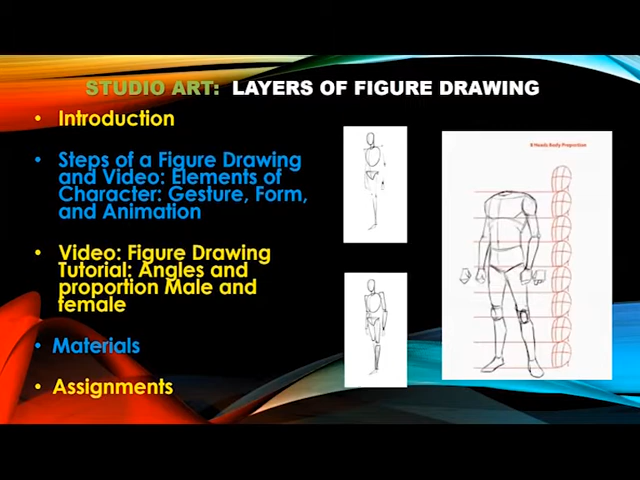 STUDIO ART: LAYERS OF FIGURE DRAWING
• Introduction
• Steps of a Figure Drawing
and Video: Elements of
Character: Gesture, Form,
and Animation
• Video: Figure Drawing
Tutorial: Angles and
proportion Male and
female
• Materials
• Assignments
8 Heads Body Proportion